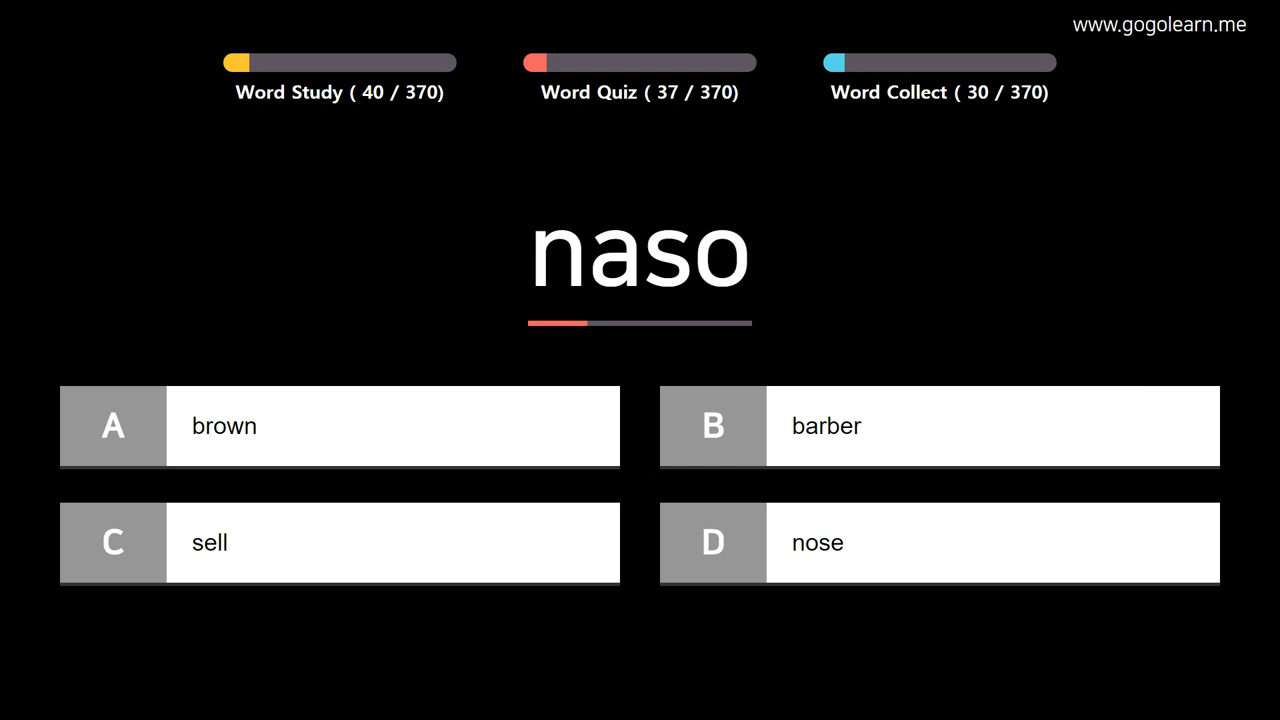 www.gogolearn.me
Word Study ( 40 / 370)
Word Quiz ( 37 / 370)
Word Collect ( 30 / 370)
naso
A brown
B barber
C sell
D nose